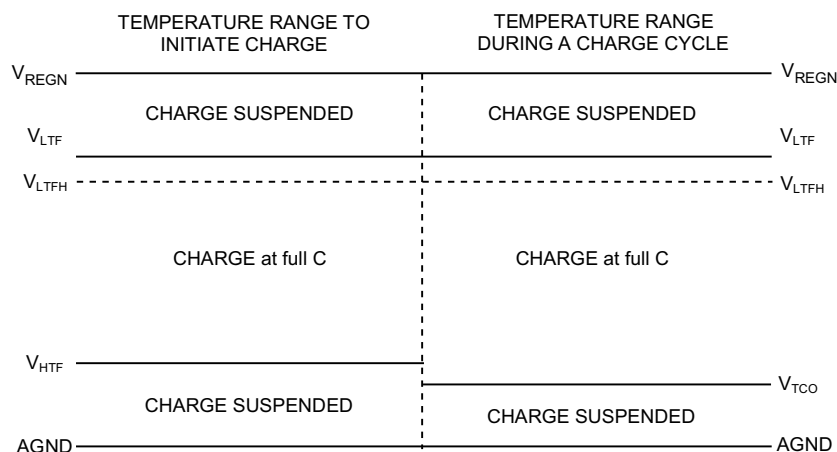 TEMPERATURE RANGE TO
INITIATE CHARGE
TEMPERATURE RANGE
DURING A CHARGE CYCLE
VREGN
VREGN
CHARGE SUSPENDED
CHARGE SUSPENDED
VLTF
VLTF
VLTFH
VLTFH
CHARGE at full C
CHARGE at full C
VHTF
VTCO
CHARGE SUSPENDED
CHARGE SUSPENDED
AGND
AGND